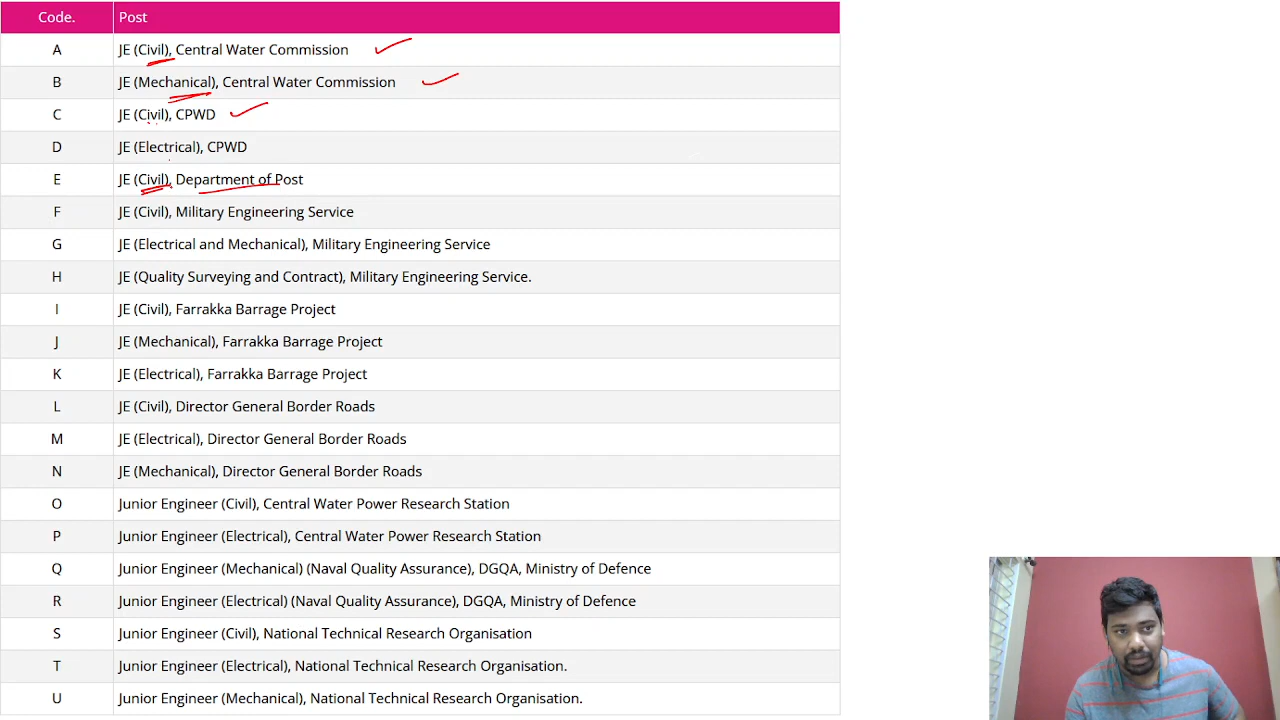 Code. Post
A JE (Civil), Central Water Commission
B JE (Mechanical), Central Water Commission
C JE (Civil), CPWD
D JE (Electrical), CPWD
E JE (Civil), Department of Post
F JE (Civil), Military Engineering Service
G JE (Electrical and Mechanical), Military Engineering Service
H JE (Quality Surveying and Contract), Military Engineering Service.
I JE (Civil), Farrakka Barrage Project
J JE (Mechanical), Farrakka Barrage Project
K JE (Electrical), Farrakka Barrage Project
L JE (Civil), Director General Border Roads
M JE (Electrical), Director General Border Roads
N JE (Mechanical), Director General Border Roads
O Junior Engineer (Civil), Central Water Power Research Station
P Junior Engineer (Electrical), Central Water Power Research Station
Q Junior Engineer (Mechanical) (Naval Quality Assurance), DGQA, Ministry of Defence
R Junior Engineer (Electrical) (Naval Quality Assurance), DGQA, Ministry of Defence
S Junior Engineer (Civil), National Technical Research Organisation
T Junior Engineer (Electrical), National Technical Research Organisation.
U Junior Engineer (Mechanical), National Technical Research Organisation.